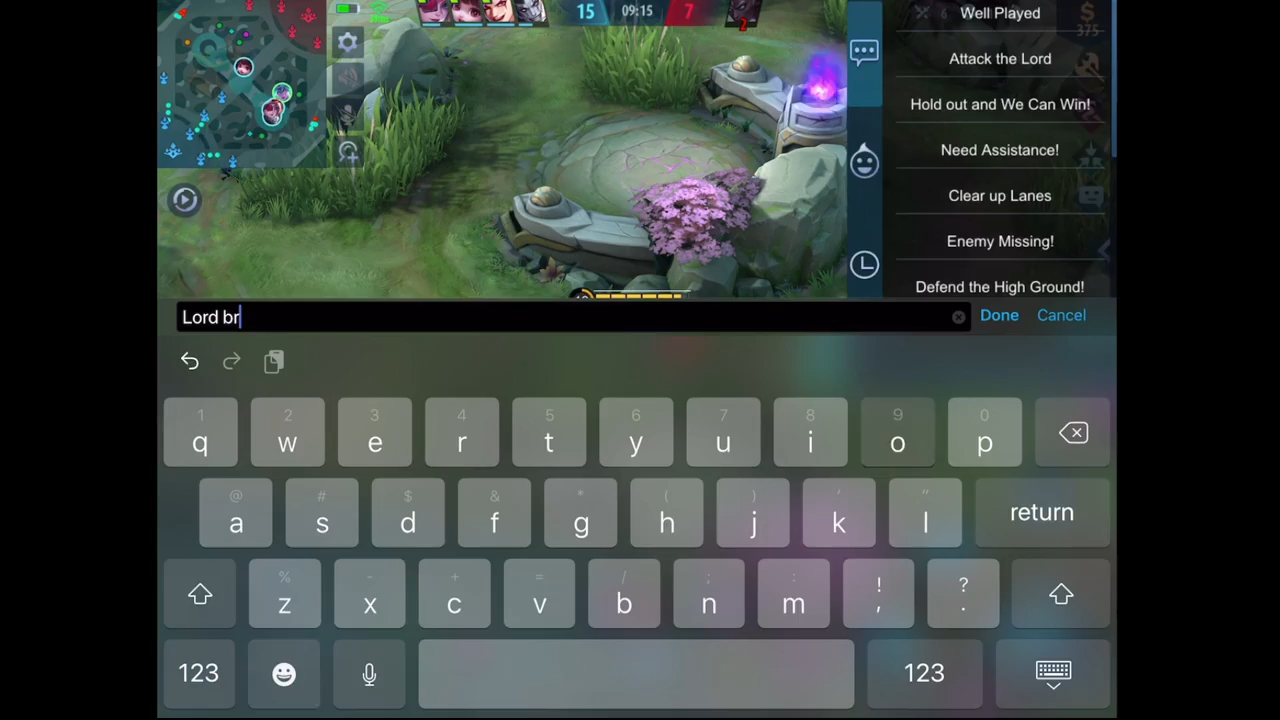 15 09:15 7
2
375
Well Played
Attack the Lord
Hold out and We Can Win!
Need Assistance!
Clear up Lanes
Enemy Missing!
Defend the High Ground!
Lord br Done Cancel
1 2 3 4 5 6 7 8 9 0
q w e r t y u i o p
@ # $ & * ( ) ' "
a s d f g h j k l return
% - + = / ; : ! ?
z x c v b n m , .
123 123